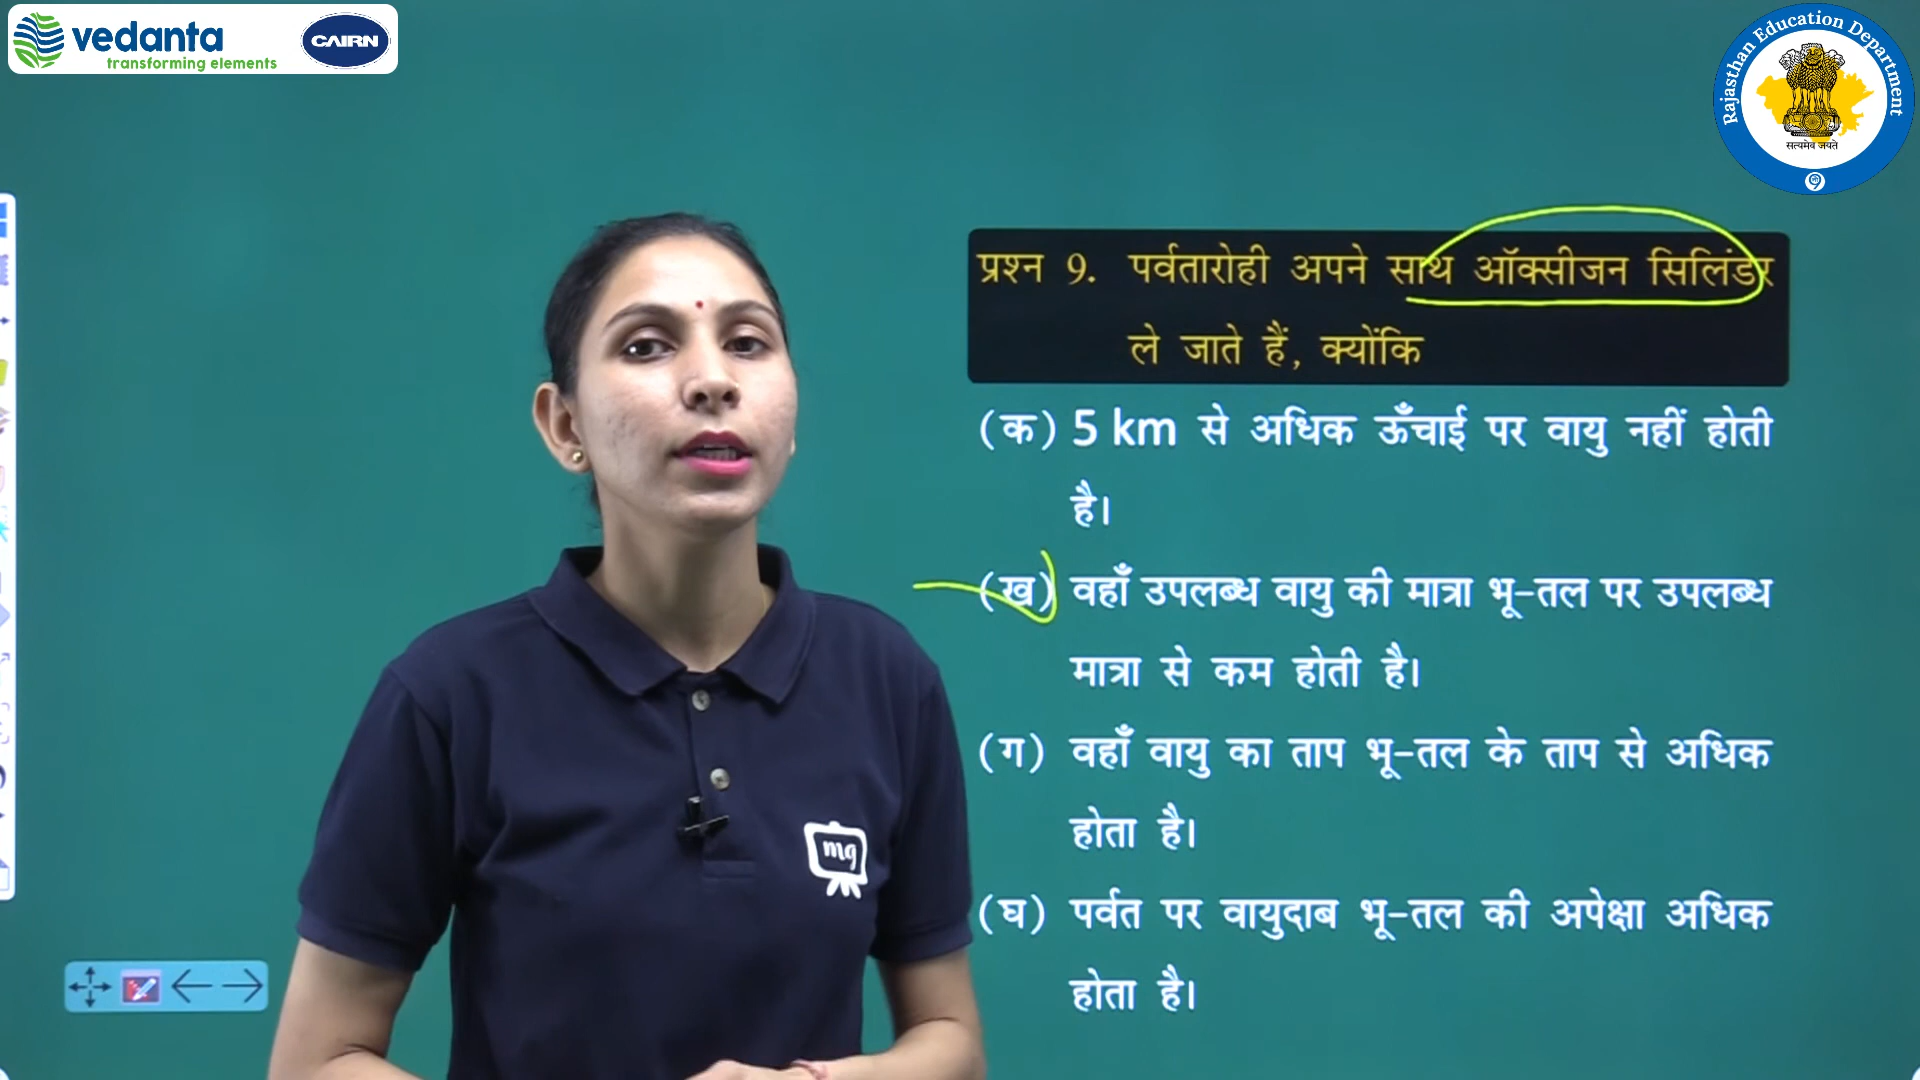 vedanta
transforming elements
CAIRN
Rajasthan Education Department
सत्यमेव जयते
प्रश्न 9. पर्वतारोही अपने साथ ऑक्सीजन सिलिंडर
ले जाते हैं, क्योंकि
(क) 5 km से अधिक ऊँचाई पर वायु नहीं होती
है।
(ख) वहाँ उपलब्ध वायु की मात्रा भू-तल पर उपलब्ध
मात्रा से कम होती है।
(ग) वहाँ वायु का ताप भू-तल के ताप से अधिक
होता है।
(घ) पर्वत पर वायुदाब भू-तल की अपेक्षा अधिक
होता है।
mg